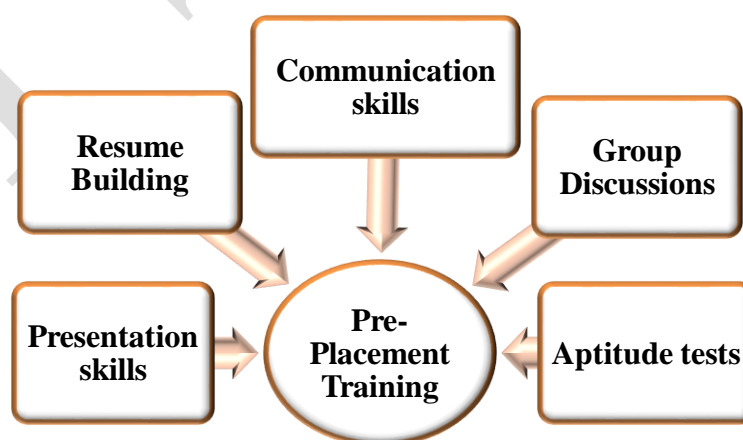 Communication
skills
Resume
Building
Group
Discussions
Presentation
skills
Pre-
Placement
Training
Aptitude tests